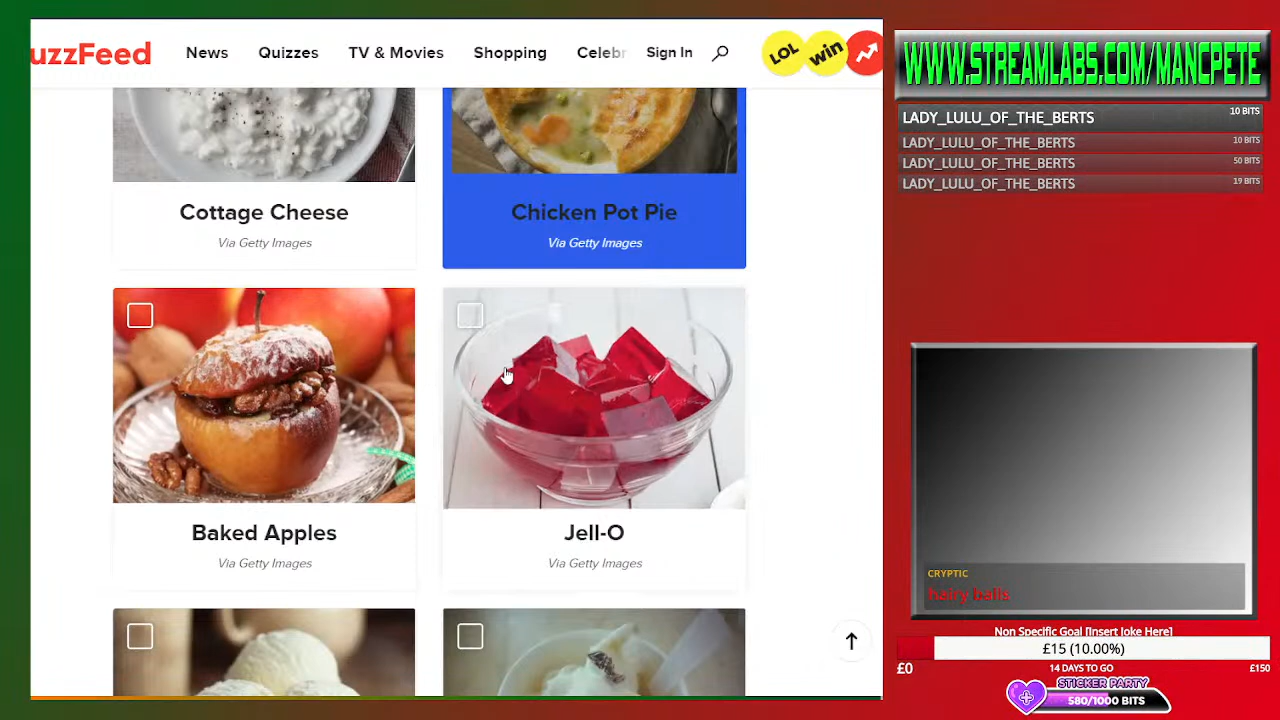 uzzFeed
News
Quizzes
TV & Movies
Shopping
Celebr
Sign In
LOL
win
Cottage Cheese
Via Getty Images
Chicken Pot Pie
Via Getty Images
Baked Apples
Via Getty Images
Jell-O
Via Getty Images
WWW.STREAMLABS.COM/MANCPETE
LADY_LULU_OF_THE_BERTS 10 BITS
LADY_LULU_OF_THE_BERTS 10 BITS
LADY_LULU_OF_THE_BERTS 50 BITS
LADY_LULU_OF_THE_BERTS 19 BITS
CRYPTIC
hairy balls
Non Specific Goal [Insert Joke Here]
£15 (10.00%)
£0 14 DAYS TO GO £150
STICKER PARTY
580/1000 BITS